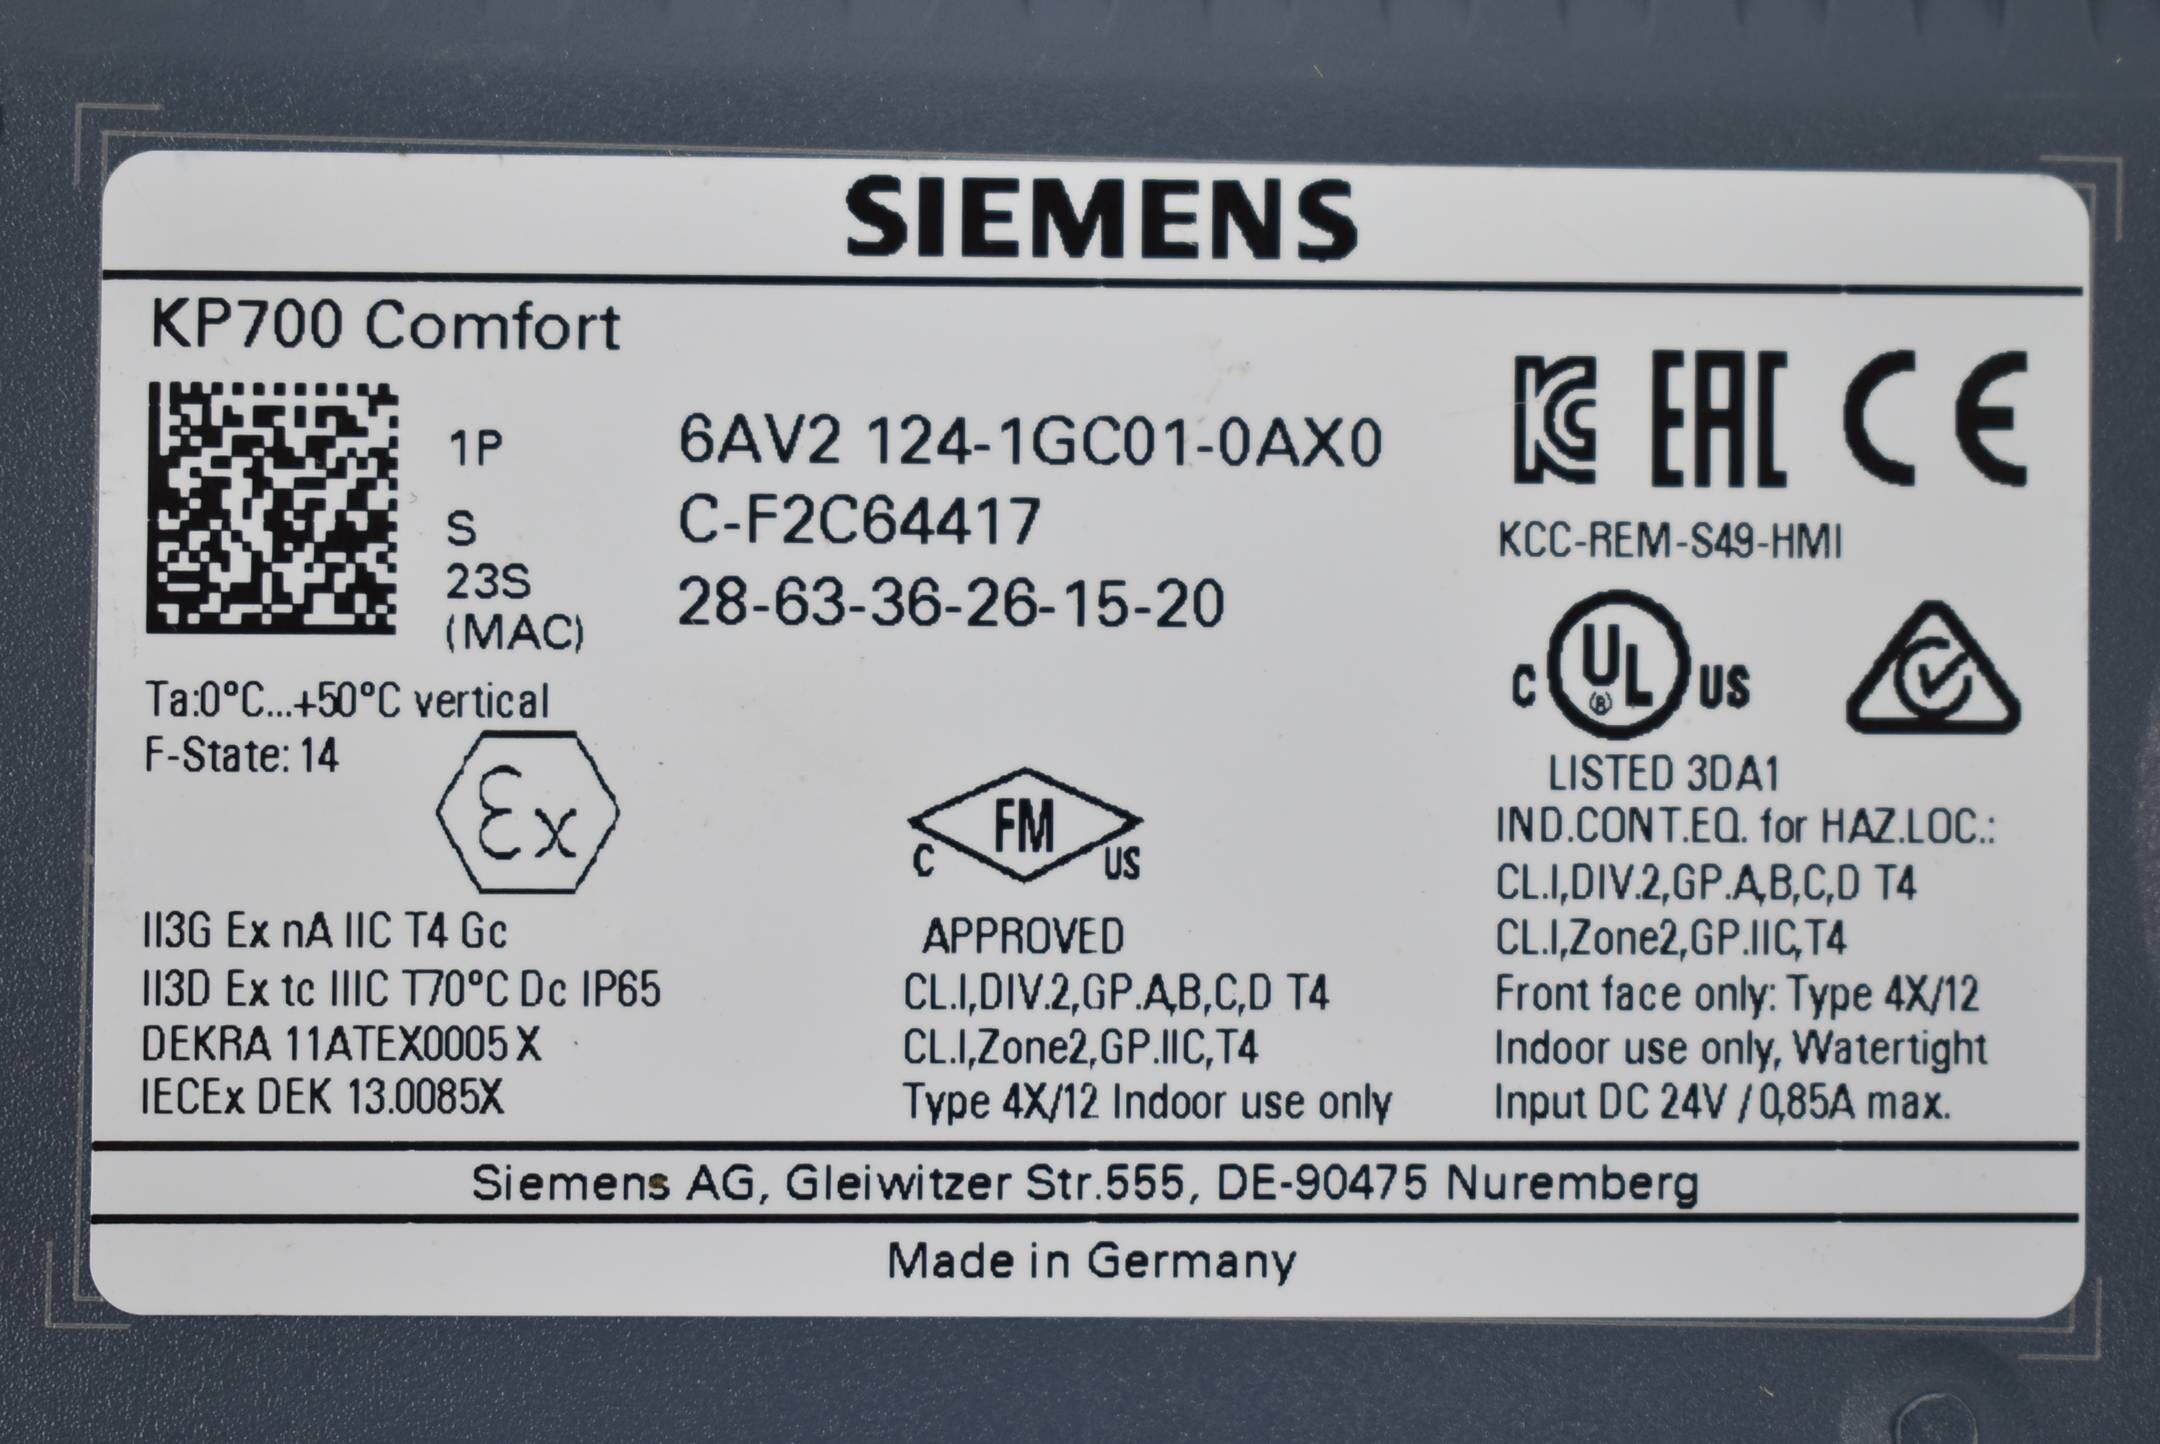 SIEMENS
KP700 Comfort
1P 6AV2 124-1GC01-0AX0
S C-F2C64417
23S
(MAC) 28-63-36-26-15-20
Ta:0°C...+50°C vertical
F-State: 14
Ex
II3G Ex nA IIC T4 Gc
II3D Ex tc IIIC T70°C Dc IP65
DEKRA 11ATEX0005 X
IECEx DEK 13.0085X
C FM US
APPROVED
CL.I,DIV.2,GP.A,B,C,D T4
CL.I,Zone2,GP.IIC,T4
Type 4X/12 Indoor use only
KC EAC CE
KCC-REM-S49-HMI
C UL ® US
LISTED 3DA1
IND.CONT.EQ. for HAZ.LOC.:
CL.I,DIV.2,GP.A,B,C,D T4
CL.I,Zone2,GP.IIC,T4
Front face only: Type 4X/12
Indoor use only, Watertight
Input DC 24V / 0,85A max.
Siemens AG, Gleiwitzer Str.555, DE-90475 Nuremberg
Made in Germany